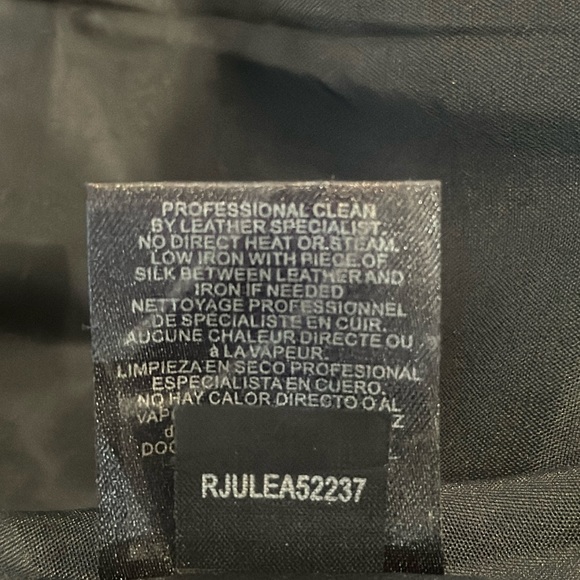 PROFESSIONAL CLEAN
BY LEATHER SPECIALIST.
NO DIRECT HEAT OR STEAM.
LOW IRON WITH PIECE OF
SILK BETWEEN LEATHER AND
IRON IF NEEDED
NETTOYAGE PROFESSIONNEL
DE SPECIALISTE EN CUIR.
AUCUNE CHALEUR DIRECTE OU
à LA VAPEUR.
LIMPIEZA EN SECO PROFESIONAL
ESPECIALISTA EN CUERO.
NO HAY CALOR DIRECTO O AL
RJULEA52237